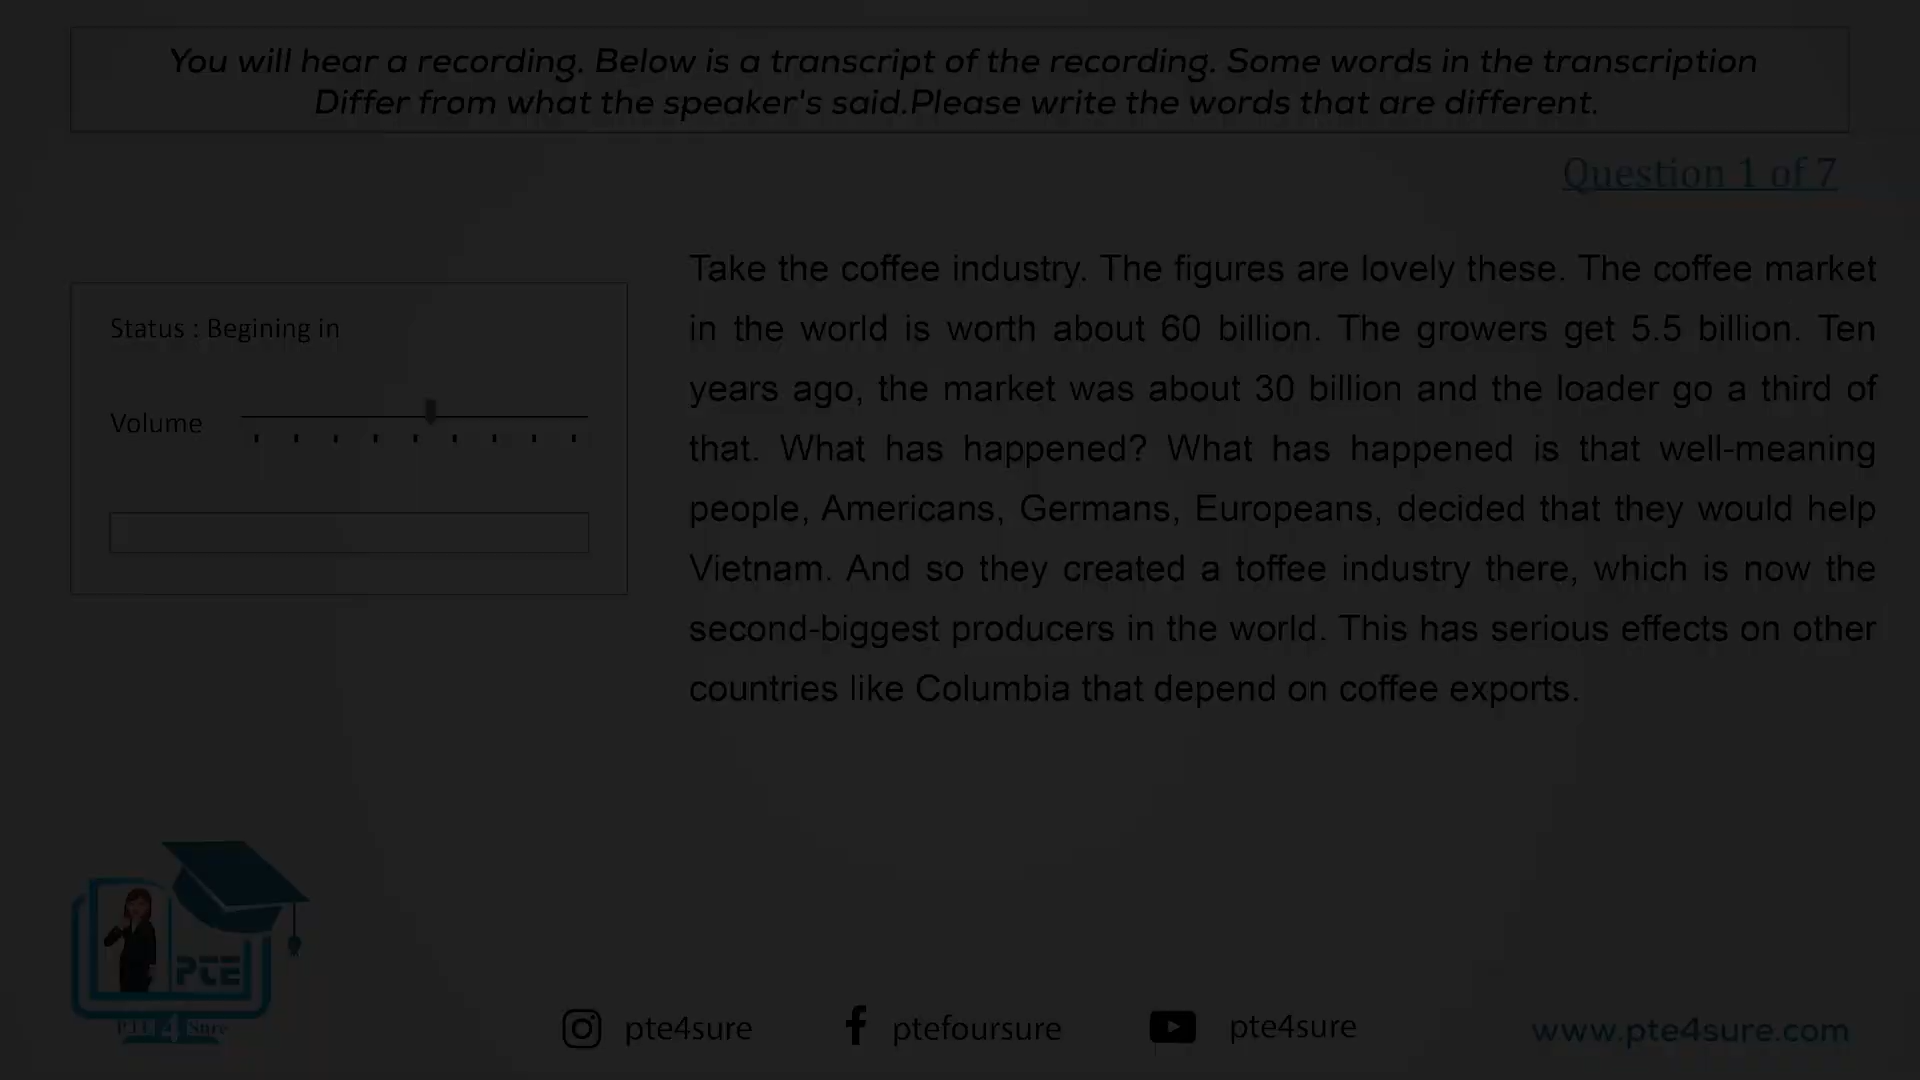 You will hear a recording. Below is a transcript of the recording. Some words in the transcription
Differ from what the speaker's said.Please write the words that are different.
Question 1 of 7
Status : Begining in
Volume
Take the coffee industry. The figures are lovely these. The coffee market
in the world is worth about 60 billion. The growers get 5.5 billion. Ten
years ago, the market was about 30 billion and the loader go a third of
that. What has happened? What has happened is that well-meaning
people, Americans, Germans, Europeans, decided that they would help
Vietnam. And so they created a toffee industry there, which is now the
second-biggest producers in the world. This has serious effects on other
countries like Columbia that depend on coffee exports.
PTE
PTE 4 Sure
pte4sure
ptefoursure
pte4sure
www.pte4sure.com